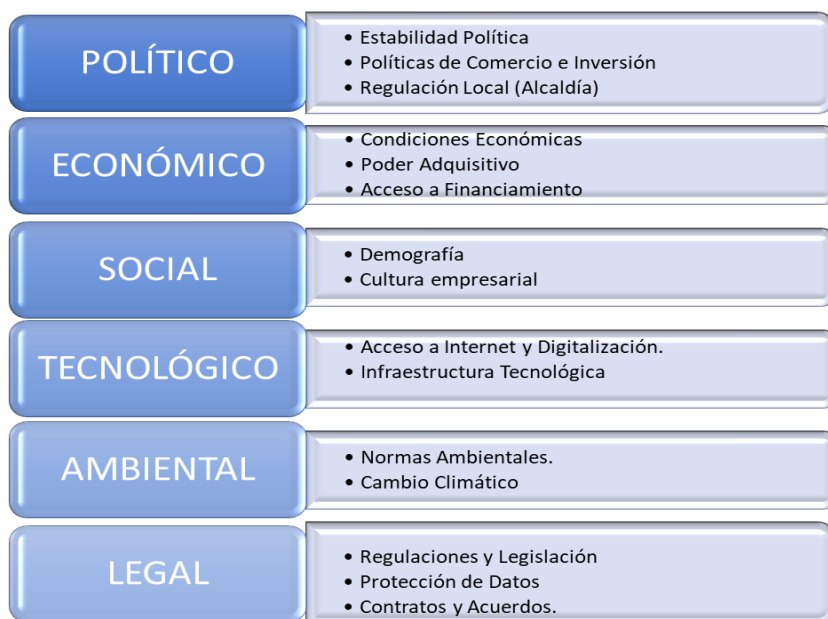 POLÍTICO
• Estabilidad Política
• Políticas de Comercio e Inversión
• Regulación Local (Alcaldía)
ECONÓMICO
• Condiciones Económicas
• Poder Adquisitivo
• Acceso a Financiamiento
SOCIAL
• Demografía
• Cultura empresarial
TECNOLÓGICO
• Acceso a Internet y Digitalización.
• Infraestructura Tecnológica
AMBIENTAL
• Normas Ambientales.
• Cambio Climático
LEGAL
• Regulaciones y Legislación
• Protección de Datos
• Contratos y Acuerdos.